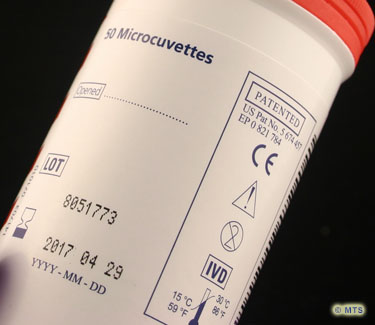 50 Microcuvettes
Opened
LOT
8051773
2017 04 29
YYYY - MM - DD
PATENTED
US Pat No. 5 674 457
EP 0 821 784
CE
2
IVD
15 °C
59 °F
30 °C
86 °F
© MTS